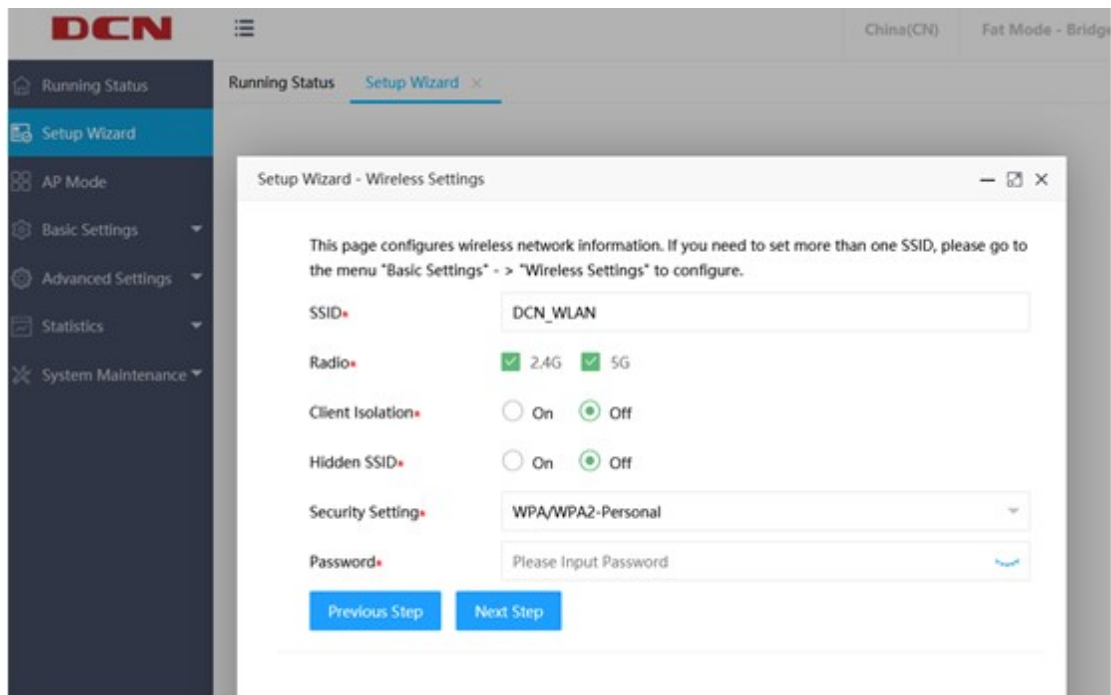 DCN
China(CN)
Fat Mode - Bridge
Running Status
Setup Wizard
AP Mode
Basic Settings
Advanced Settings
Statistics
System Maintenance
Running Status
Setup Wizard
Setup Wizard - Wireless Settings
This page configures wireless network information. If you need to set more than one SSID, please go to
the menu "Basic Settings" - > "Wireless Settings" to configure.
SSID*
DCN_WLAN
Radio*
2.4G
5G
Client Isolation*
On
Off
Hidden SSID*
On
Off
Security Setting*
WPA/WPA2-Personal
Password*
Please Input Password
Previous Step
Next Step